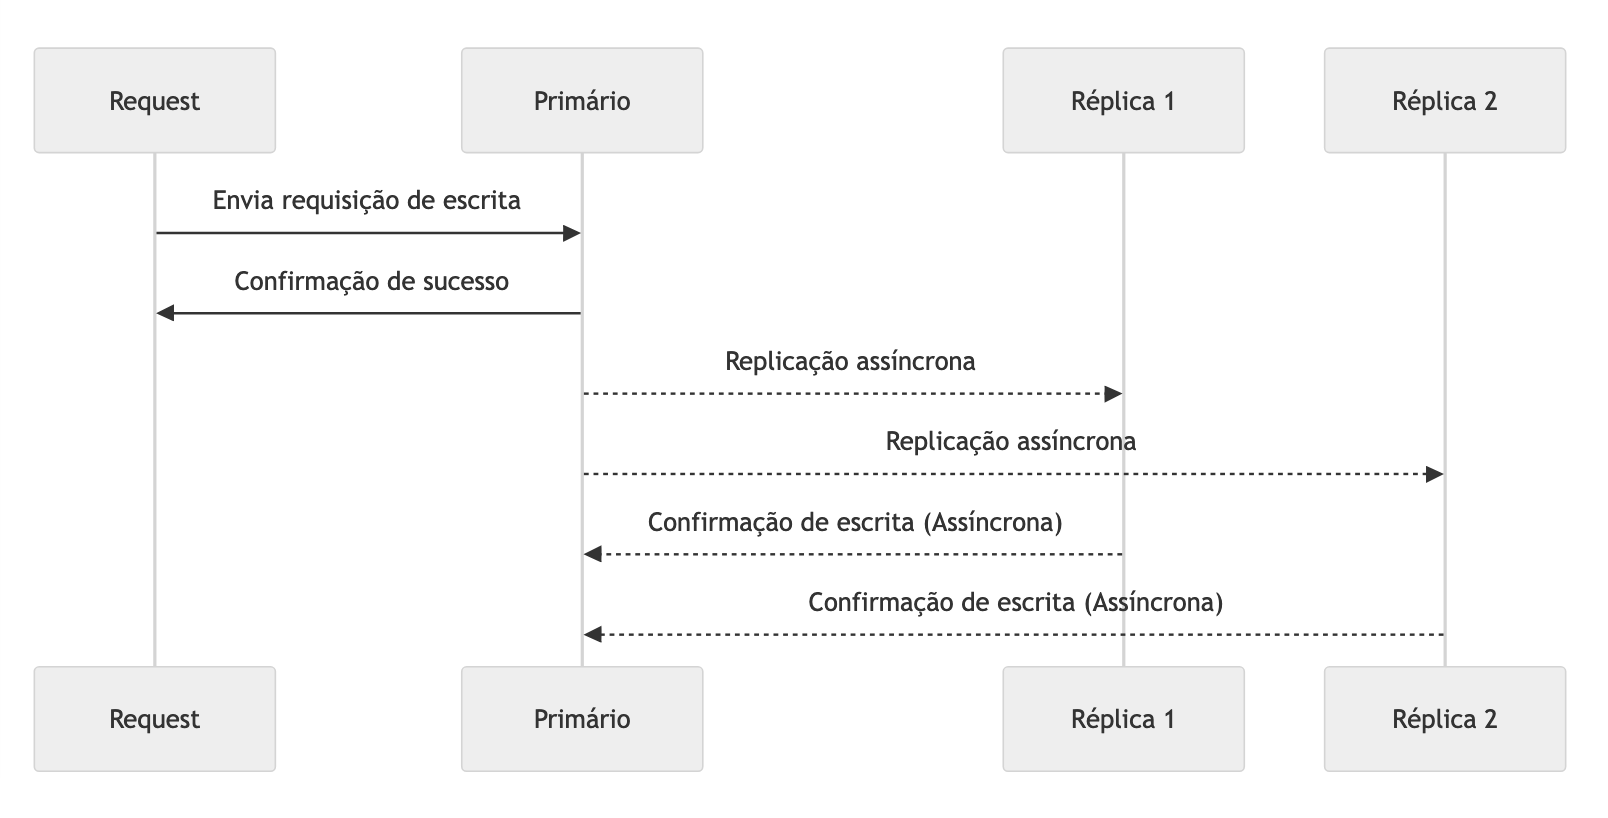 Request
Primário
Réplica 1
Réplica 2
Envia requisição de escrita
Confirmação de sucesso
Replicação assíncrona
Replicação assíncrona
Confirmação de escrita (Assíncrona)
Confirmação de escrita (Assíncrona)
Request
Primário
Réplica 1
Réplica 2